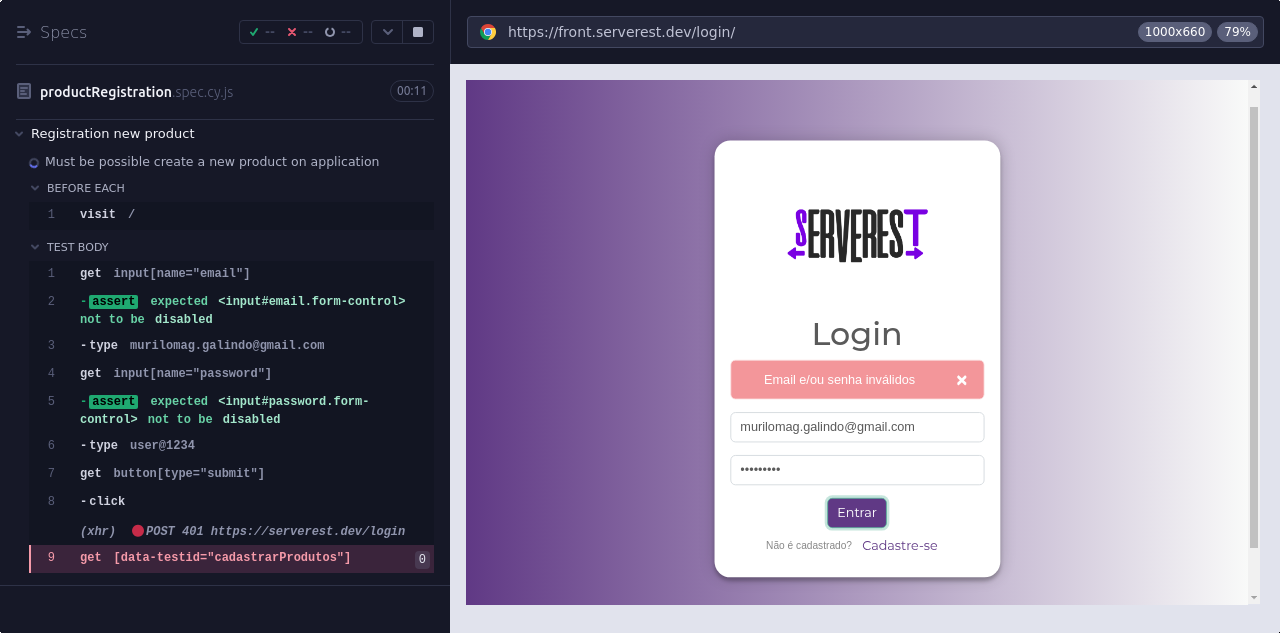 Specs
-- -- --
https://front.serverest.dev/login/
1000x660
79%
productRegistration.spec.cy.js
00:11
Registration new product
Must be possible create a new product on application
BEFORE EACH
1 visit /
TEST BODY
1 get input[name="email"]
2 -assert expected <input#email.form-control>
not to be disabled
3 -type murilomag.galindo@gmail.com
4 get input[name="password"]
5 -assert expected <input#password.form-
control> not to be disabled
6 -type user@1234
7 get button[type="submit"]
8 -click
(xhr) POST 401 https://serverest.dev/login
9 get [data-testid="cadastrarProdutos"] 0
SERVEREST
Login
Email e/ou senha inválidos
murilomag.galindo@gmail.com
•••••••••
Entrar
Não é cadastrado? Cadastre-se